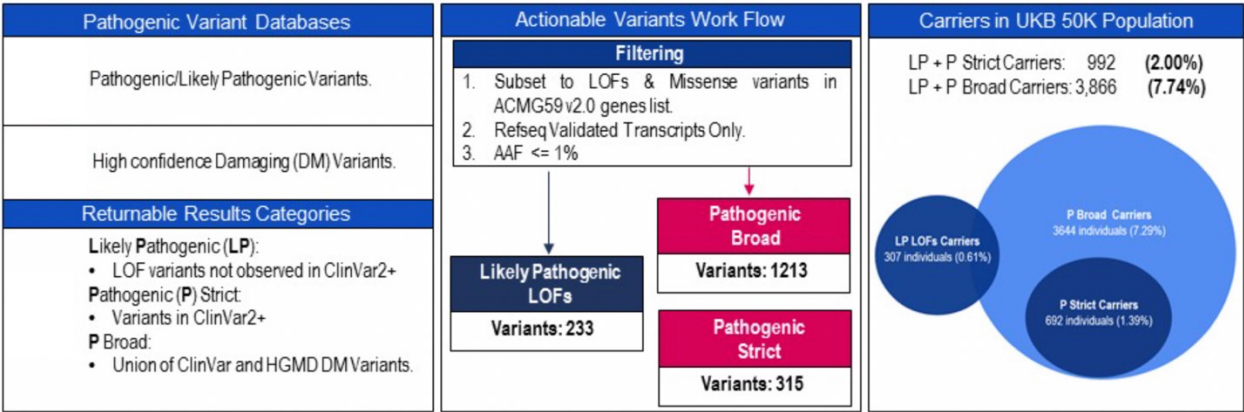 Pathogenic Variant Databases
Pathogenic/Likely Pathogenic Variants.
High confidence Damaging (DM) Variants.
Returnable Results Categories
Likely Pathogenic (LP):
• LOF variants not observed in ClinVar2+
Pathogenic (P) Strict:
• Variants in ClinVar2+
P Broad:
• Union of ClinVar and HGMD DM Variants.
Actionable Variants Work Flow
Filtering
1. Subset to LOFs & Missense variants in
ACMG59 v2.0 genes list.
2. Refseq Validated Transcripts Only.
3. AAF <= 1%
Likely Pathogenic
LOFs
Variants: 233
Pathogenic
Broad
Variants: 1213
Pathogenic
Strict
Variants: 315
Carriers in UKB 50K Population
LP + P Strict Carriers: 992 (2.00%)
LP + P Broad Carriers: 3,866 (7.74%)
P Broad Carriers
3644 individuals (7.29%)
LP LOFs Carriers
307 individuals (0.61%)
P Strict Carriers
692 individuals (1.39%)